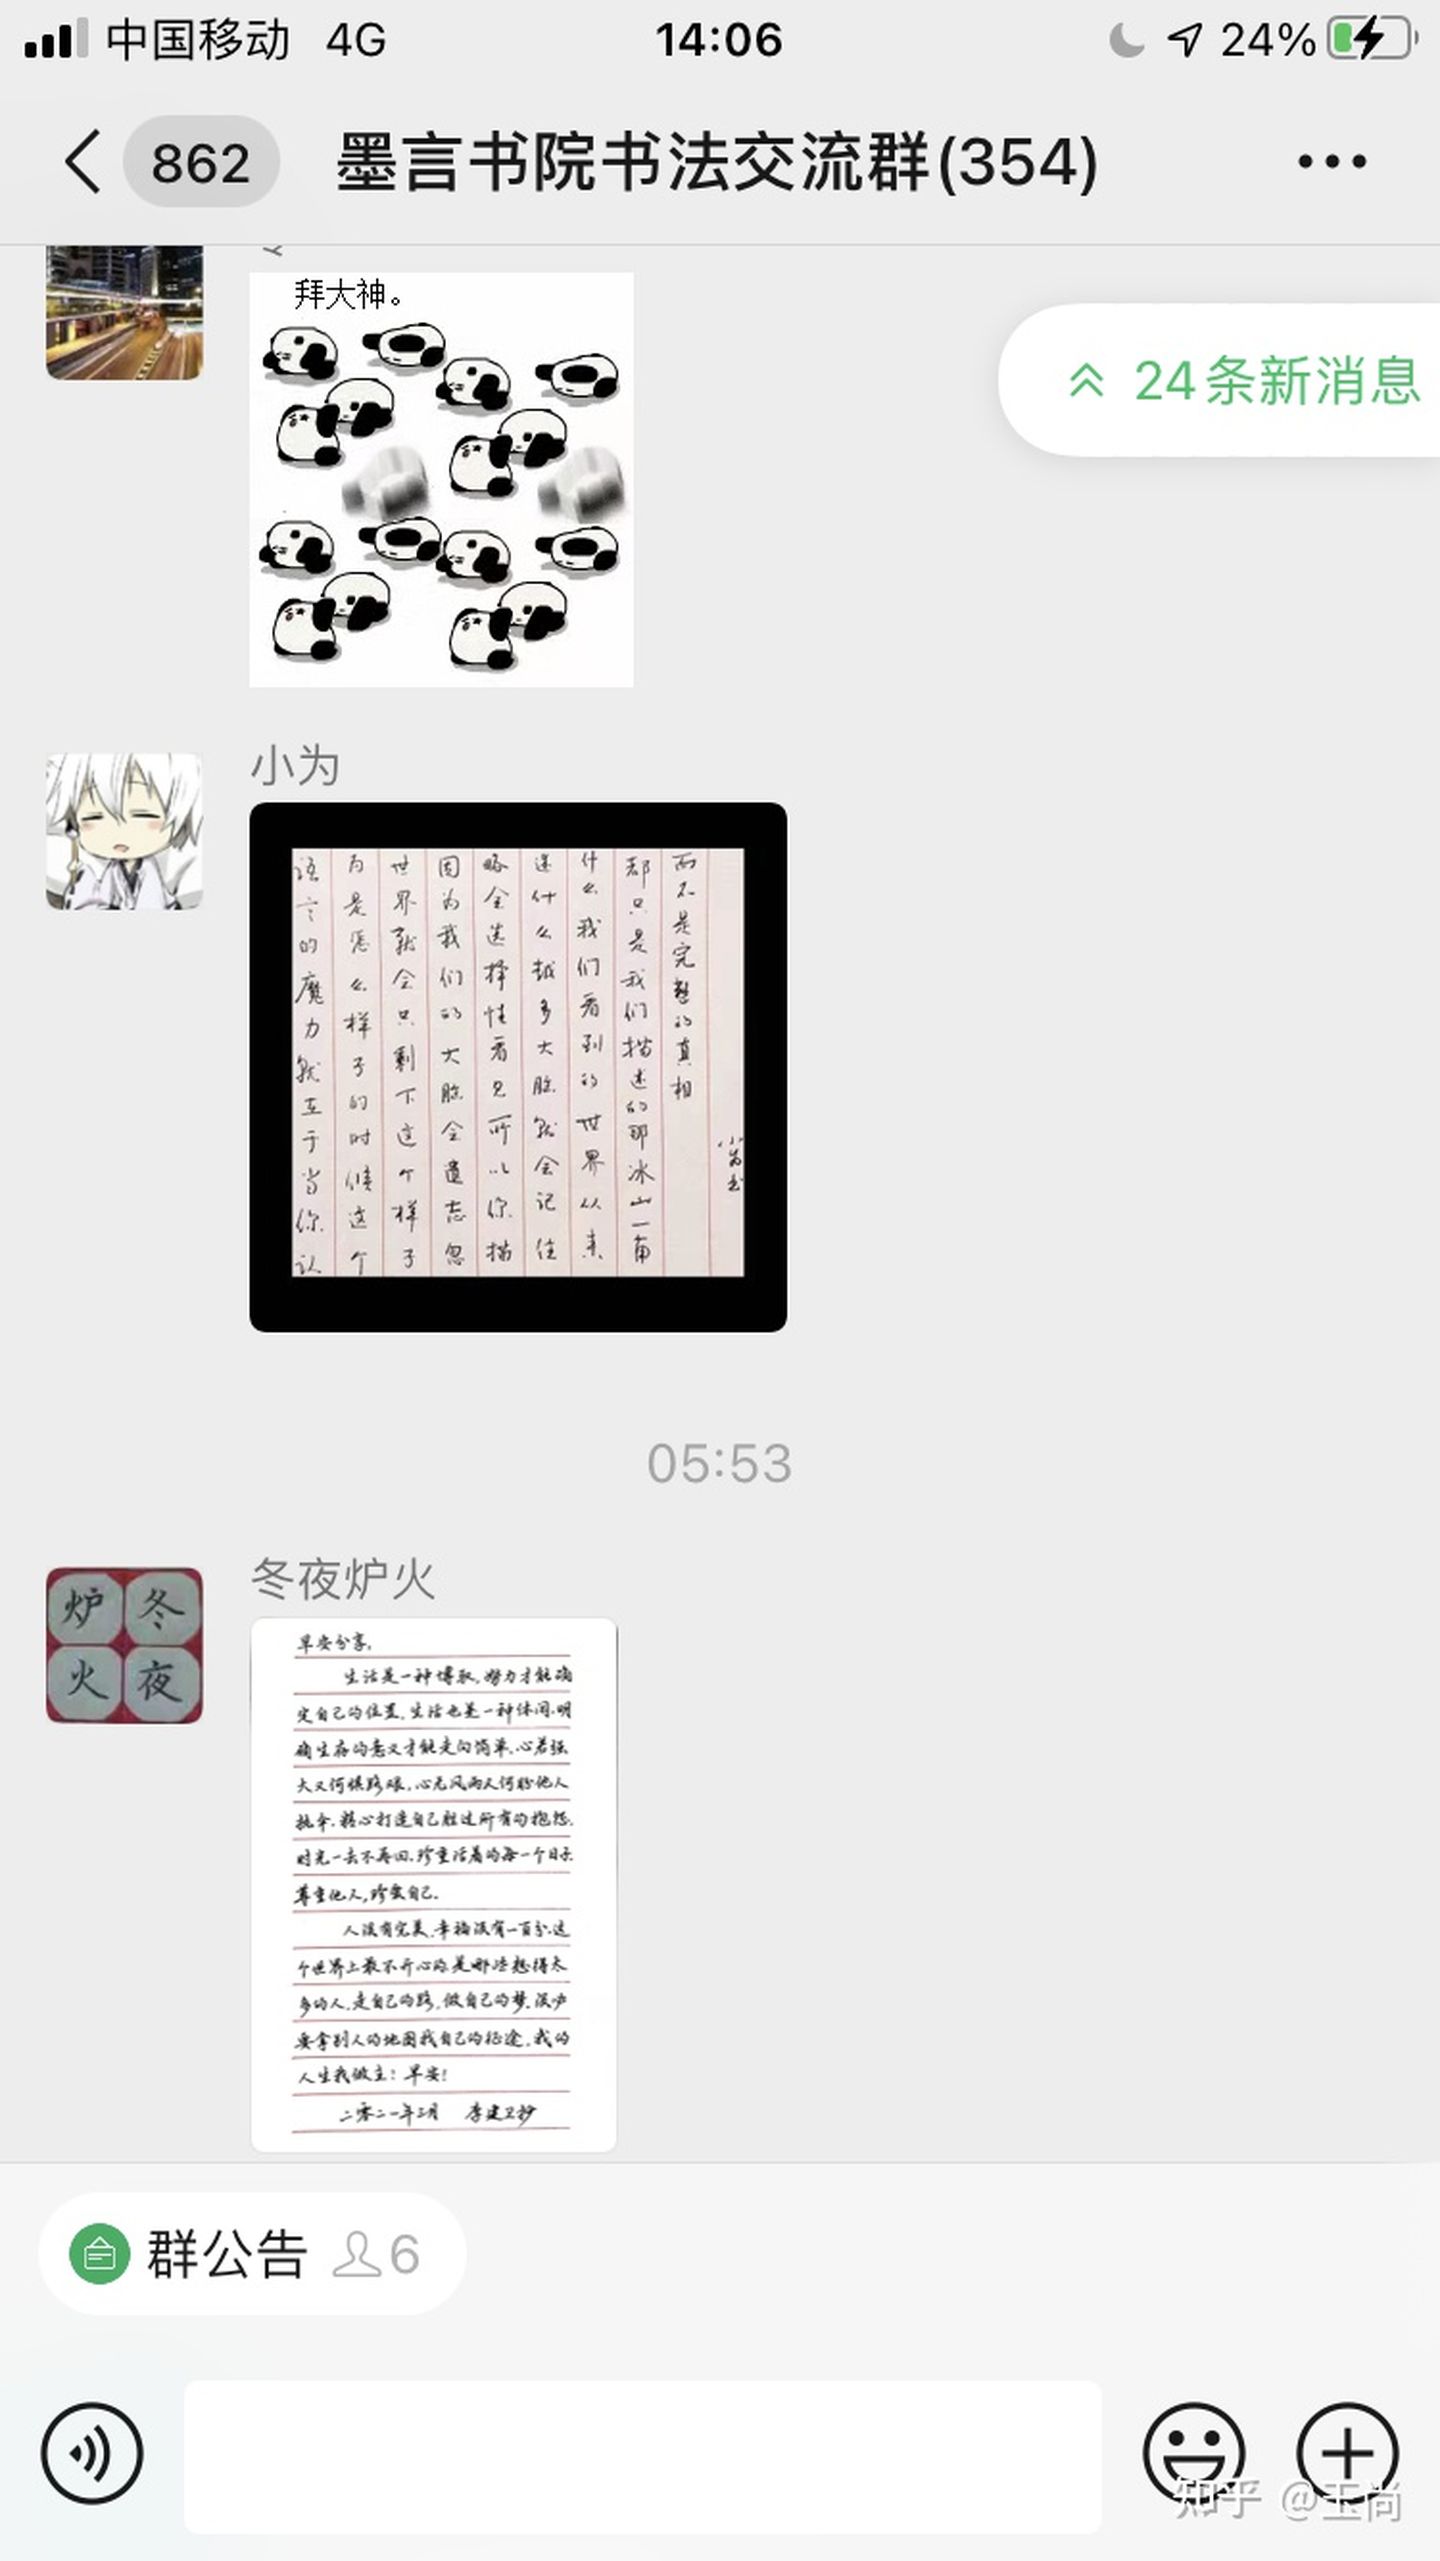 中国移动 4G 14:06 24%
862 墨言书院书法交流群(354)
拜大神。
24条新消息
小为
语言的魔力就在于当你认
为是怎么样子的时候这个
世界就会只剩下这个样子
因为我们的大脑会遗忘忽
略会选择性看见所以你描
述什么越多大脑就会记住
什么我们看到的世界从来
都只是我们描述的那冰山一角
而不是完整的真相
小为书
05:53
炉冬
火夜
冬夜炉火
早安分享,
生活是一种博取,努力才能确
定自己的位置,生活也是一种休闲.明
确生存的意义才能走向简单.心若强
大又何惧路艰,心无风雨又何盼他人
执伞.精心打造自己胜过所有的抱怨.
时光一去不再回.珍重活着的每一个日子
尊重他人,珍爱自己.
人没有完美.幸福没有一百分.这
个世界上最不开心的是那些想得太
多的人.走自己的路,做自己的梦.没必
要拿别人的地图找自己的征途.我的
人生我做主!早安!
二零二一年三月 李建卫抄
群公告 6
知乎 @玉尚